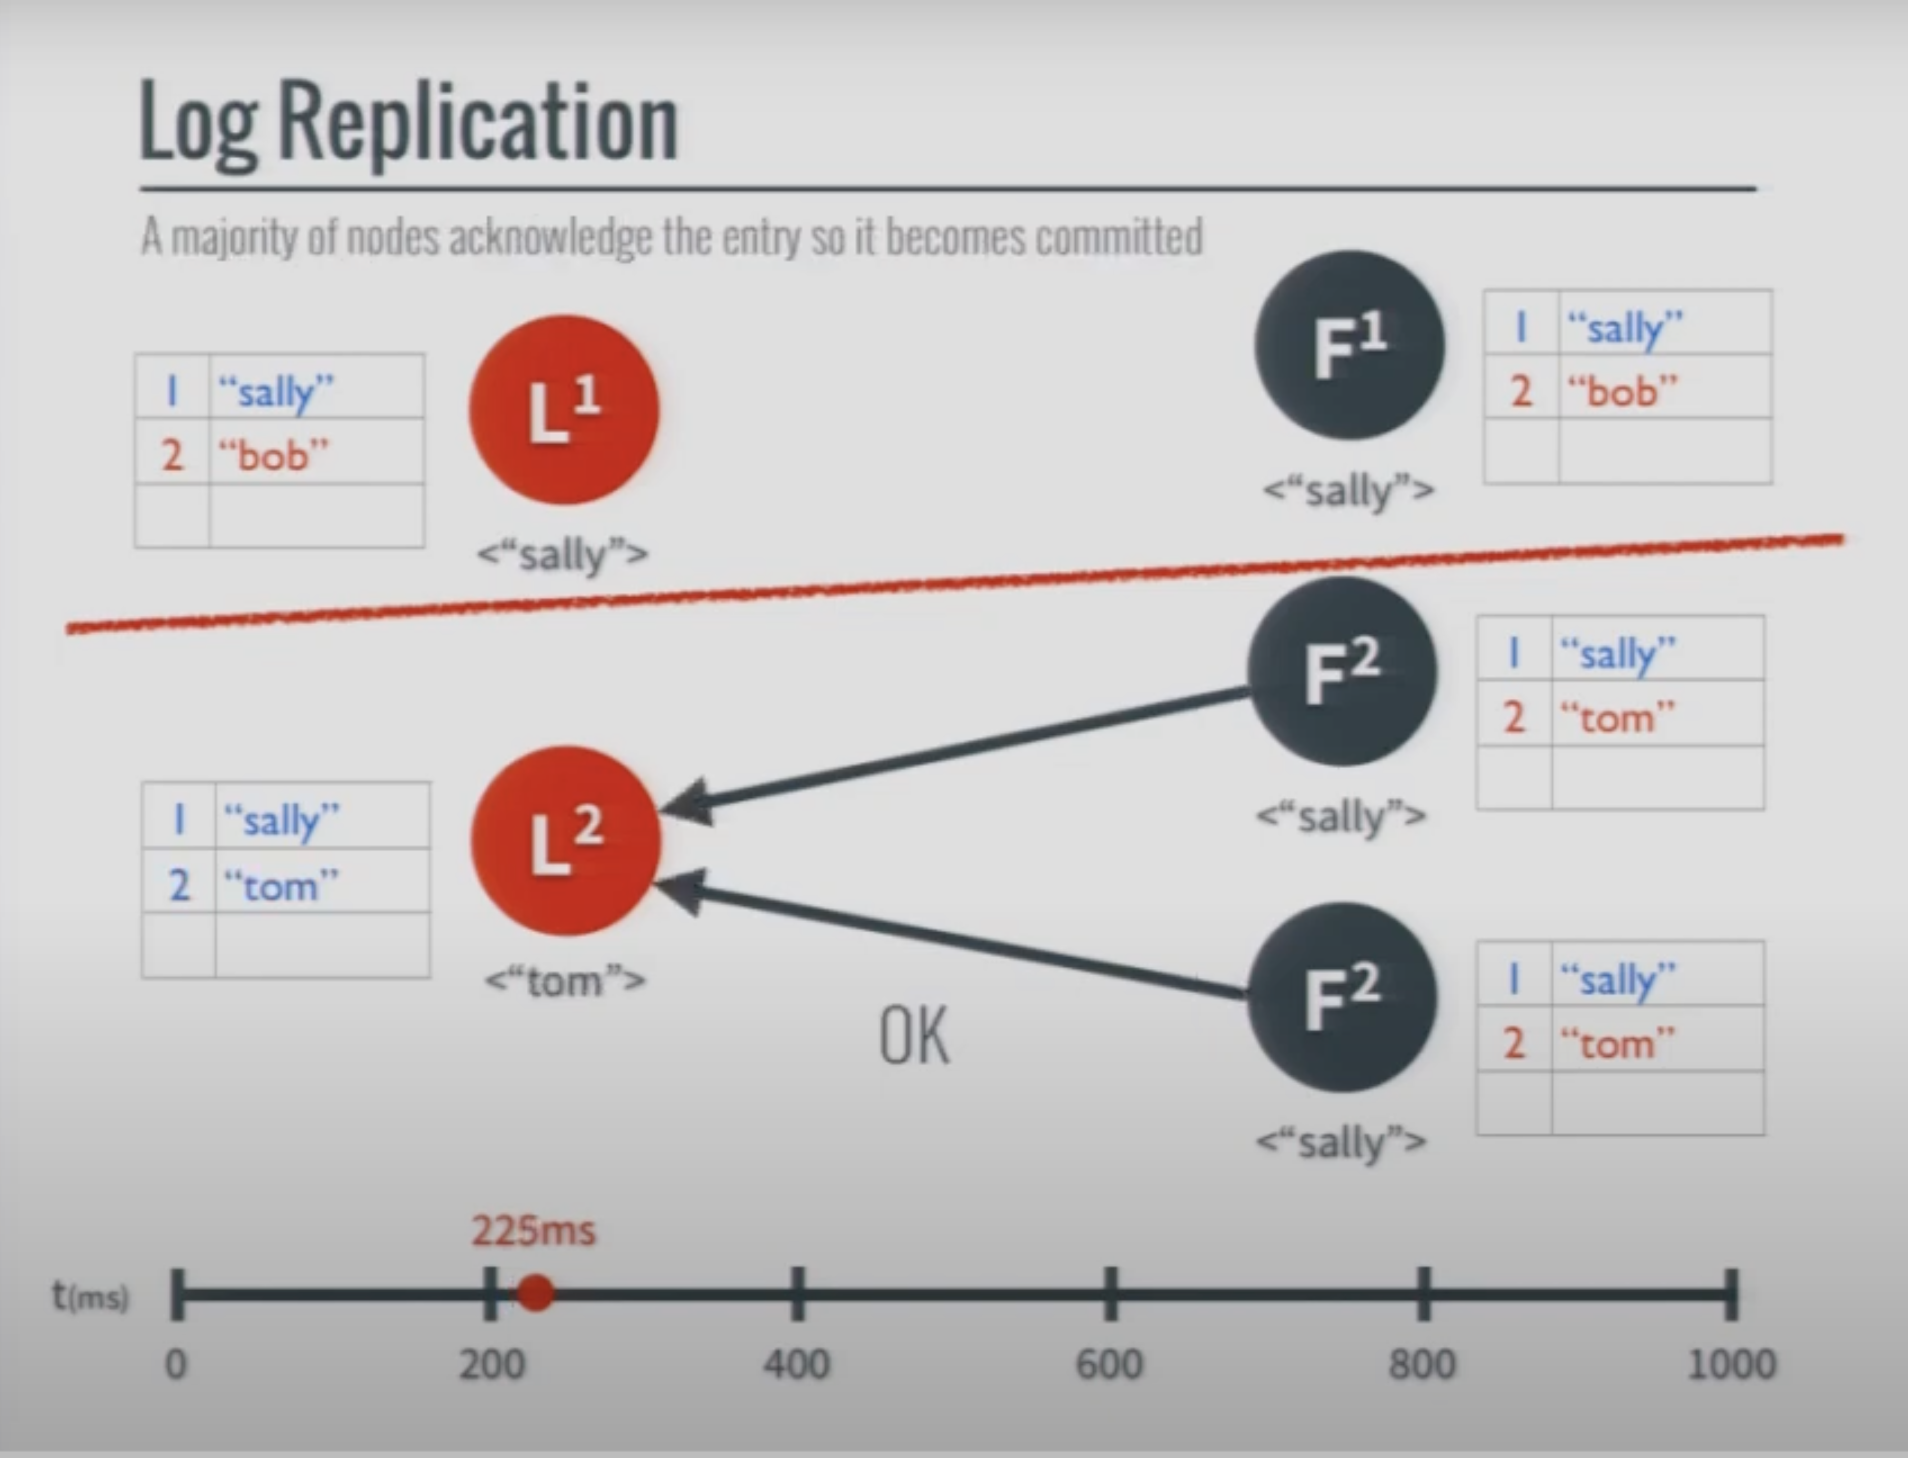 Log Replication
A majority of nodes acknowledge the entry so it becomes committed
1 “sally”
2 “bob”
L¹
<“sally”>
F¹
<“sally”>
1 “sally”
2 “bob”
1 “sally”
2 “tom”
L²
<“tom”>
F²
<“sally”>
1 “sally”
2 “tom”
OK
F²
<“sally”>
1 “sally”
2 “tom”
225ms
t(ms)
0 200 400 600 800 1000